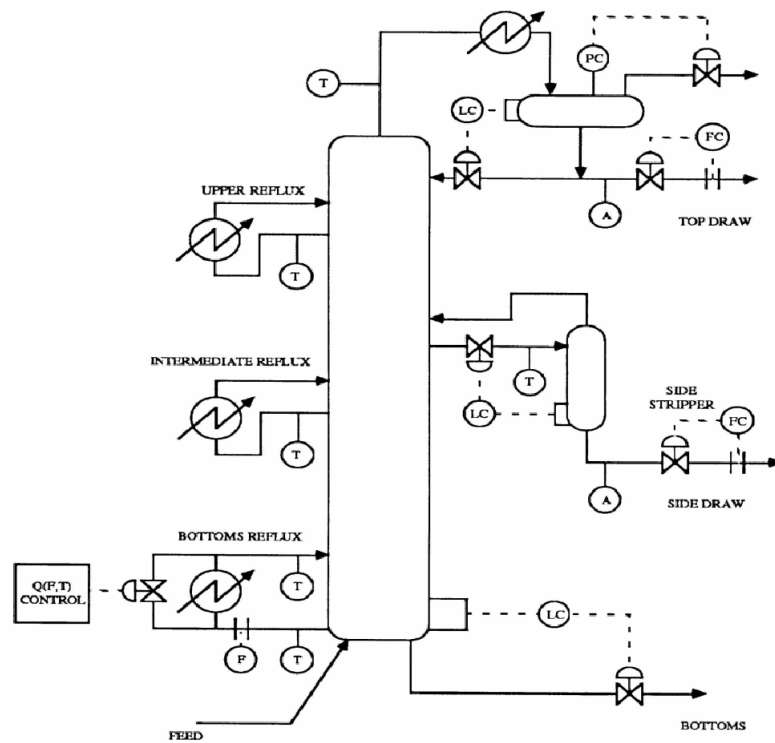 PC
T
LC
FC
UPPER REFLUX
A
TOP DRAW
T
INTERMEDIATE REFLUX
T
LC
SIDE
STRIPPER
FC
T
A
SIDE DRAW
BOTTOMS REFLUX
Q(F,T)
CONTROL
T
LC
F
T
BOTTOMS
FEED